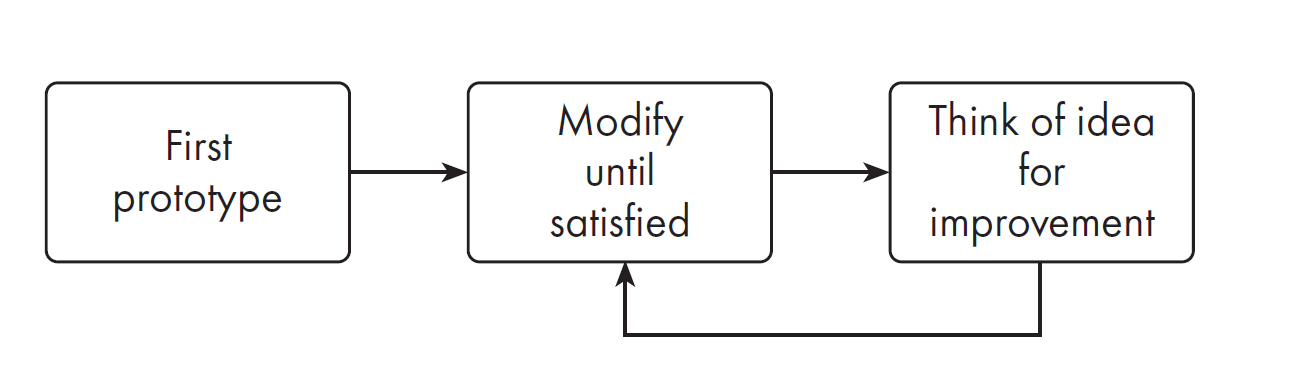 First
prototype
Modify
until
satisfied
Think of idea
for
improvement